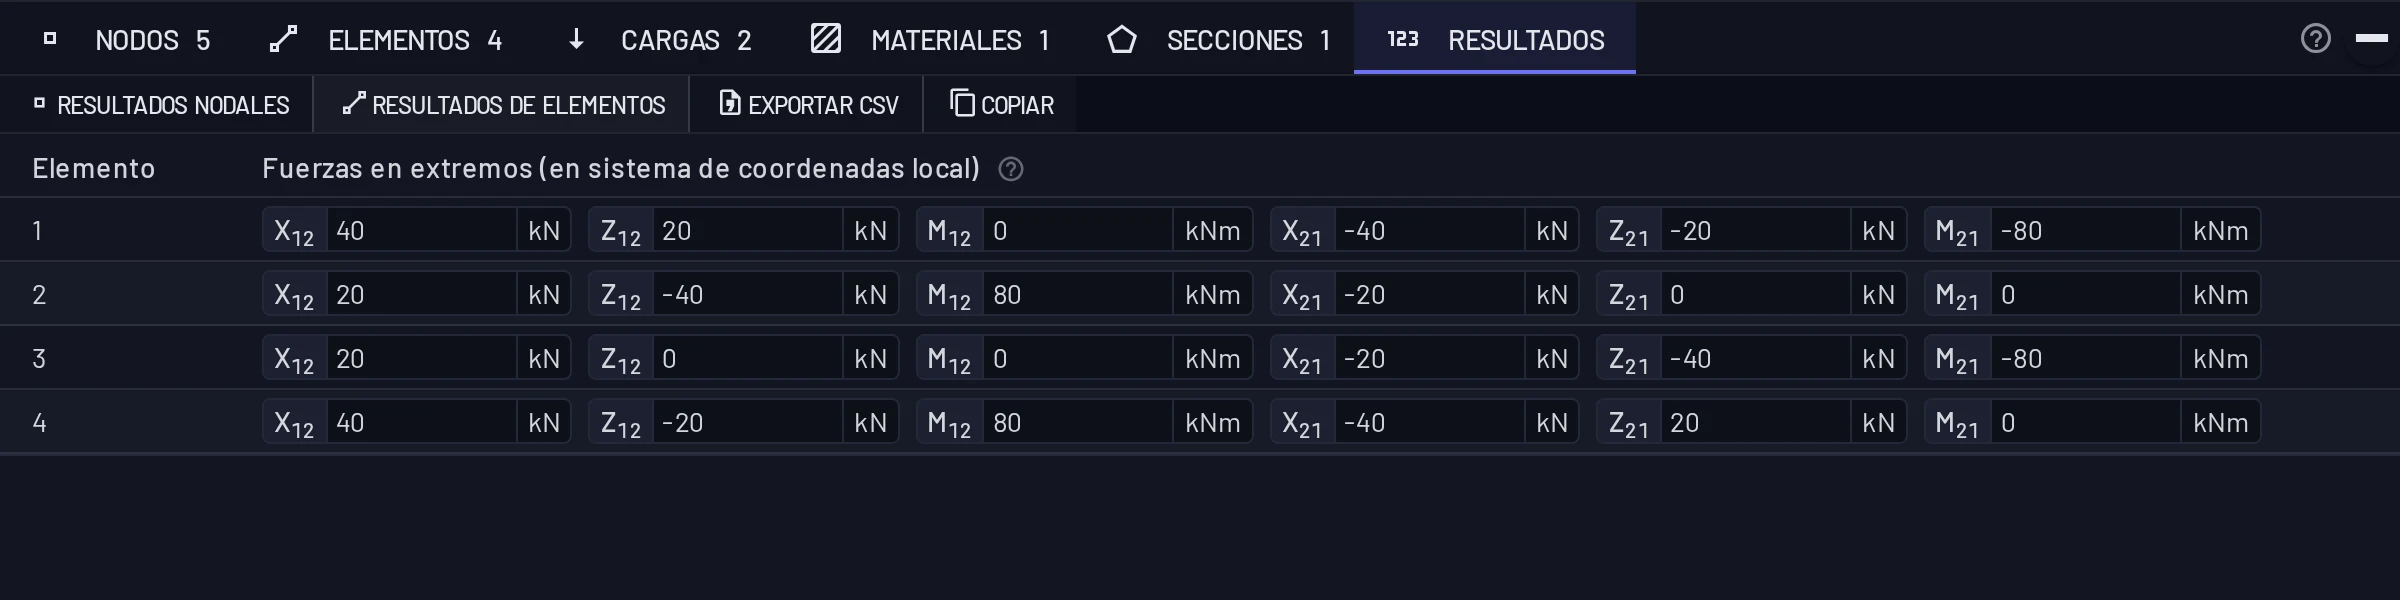 NODOS 5 ELEMENTOS 4 CARGAS 2 MATERIALES 1 SECCIONES 1 123 RESULTADOS
RESULTADOS NODALES RESULTADOS DE ELEMENTOS EXPORTAR CSV COPIAR
Elemento Fuerzas en extremos (en sistema de coordenadas local) ?
1 X12 40 kN Z12 20 kN M12 0 kNm X21 -40 kN Z21 -20 kN M21 -80 kNm
2 X12 20 kN Z12 -40 kN M12 80 kNm X21 -20 kN Z21 0 kN M21 0 kNm
3 X12 20 kN Z12 0 kN M12 0 kNm X21 -20 kN Z21 -40 kN M21 -80 kNm
4 X12 40 kN Z12 -20 kN M12 80 kNm X21 -40 kN Z21 20 kN M21 0 kNm